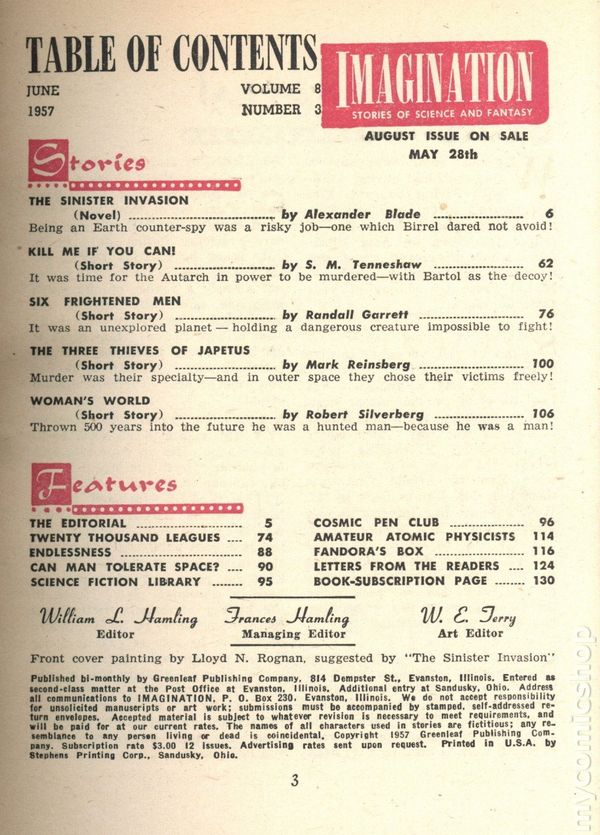 TABLE OF CONTENTS
JUNE
1957
VOLUME 8
NUMBER 3
IMAGINATION
STORIES OF SCIENCE AND FANTASY
AUGUST ISSUE ON SALE
MAY 28th
Stories
THE SINISTER INVASION
(Novel) ........................... by Alexander Blade .................... 6
Being an Earth counter-spy was a risky job—one which Birrel dared not avoid!
KILL ME IF YOU CAN!
(Short Story) ........................... by S. M. Tenneshaw .................... 62
It was time for the Autarch in power to be murdered—with Bartol as the decoy!
SIX FRIGHTENED MEN
(Short Story) ........................... by Randall Garrett .................... 76
It was an unexplored planet — holding a dangerous creature impossible to fight!
THE THREE THIEVES OF JAPETUS
(Short Story) ........................... by Mark Reinsberg .................... 100
Murder was their specialty—and in outer space they chose their victims freely!
WOMAN'S WORLD
(Short Story) ........................... by Robert Silverberg .................... 106
Thrown 500 years into the future he was a hunted man—because he was a man!
Features
THE EDITORIAL ........................ 5
TWENTY THOUSAND LEAGUES .... 74
ENDLESSNESS ........................ 88
CAN MAN TOLERATE SPACE? .... 90
SCIENCE FICTION LIBRARY ........ 95
COSMIC PEN CLUB ................ 96
AMATEUR ATOMIC PHYSICISTS 114
FANDORA'S BOX .................... 116
LETTERS FROM THE READERS .... 124
BOOK-SUBSCRIPTION PAGE ........ 130
William L. Hamling
Editor
Frances Hamling
Managing Editor
W. E. Terry
Art Editor
Front cover painting by Lloyd N. Rognan, suggested by "The Sinister Invasion"
Published bi-monthly by Greenleaf Publishing Company, 814 Dempster St., Evanston, Illinois. Entered as
second-class matter at the Post Office at Evanston, Illinois. Additional entry at Sandusky, Ohio. Address
all communications to IMAGINATION, P. O. Box 230, Evanston, Illinois. We do not accept responsibility
for unsolicited manuscripts or art work; submissions must be accompanied by stamped, self-addressed re-
turn envelopes. Accepted material is subject to whatever revision is necessary to meet requirements, and
will be paid for at our current rates. The names of all characters used in stories are fictitious; any re-
semblance to any person living or dead is coincidental. Copyright 1957 Greenleaf Publishing Com-
pany. Subscription rate $3.00 12 issues. Advertising rates sent upon request. Printed in U.S.A. by
Stephens Printing Corp., Sandusky, Ohio.
3
mycomicshop